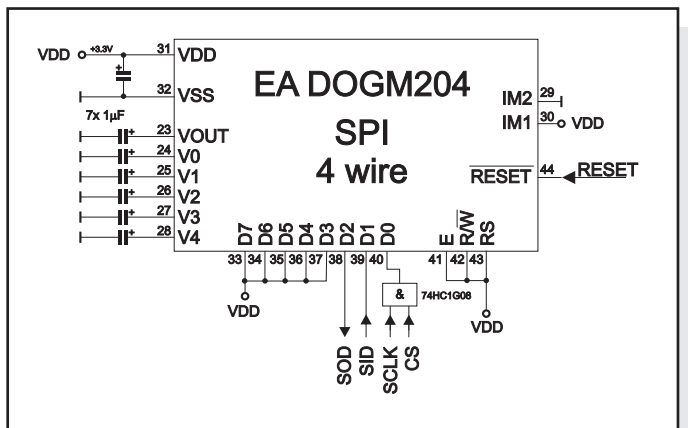 VDD +3.3V 31 VDD
32 VSS
7x 1µF
23 VOUT
24 V0
25 V1
26 V2
27 V3
28 V4
EA DOGM204
SPI
4 wire
IM2 29
IM1 30 VDD
RESET 44 RESET
D7 D6 D5 D4 D3 D2 D1 D0 E R/W RS
33 34 35 36 37 38 39 40 41 42 43
& 74HC1G08
VDD
VDD
SOD SID SCLK CS